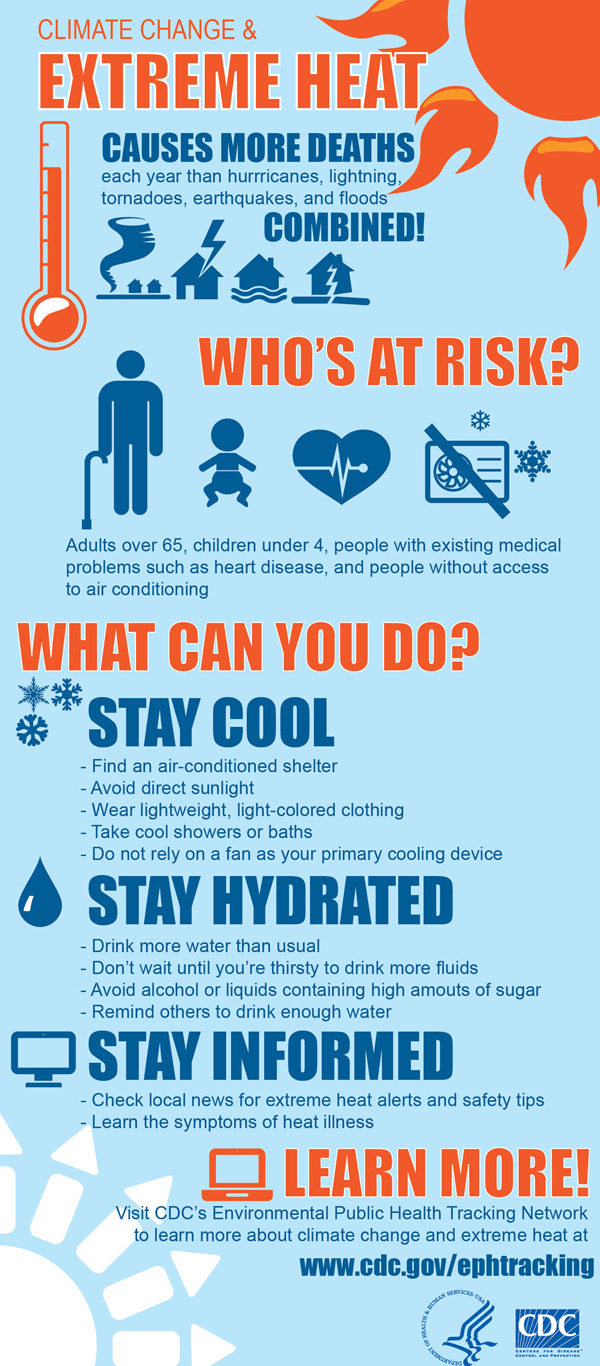 CLIMATE CHANGE &
EXTREME HEAT
CAUSES MORE DEATHS
each year than hurrricanes, lightning,
tornadoes, earthquakes, and floods
COMBINED!
WHO'S AT RISK?
Adults over 65, children under 4, people with existing medical
problems such as heart disease, and people without access
to air conditioning
WHAT CAN YOU DO?
STAY COOL
- Find an air-conditioned shelter
- Avoid direct sunlight
- Wear lightweight, light-colored clothing
- Take cool showers or baths
- Do not rely on a fan as your primary cooling device
STAY HYDRATED
- Drink more water than usual
- Don't wait until you're thirsty to drink more fluids
- Avoid alcohol or liquids containing high amouts of sugar
- Remind others to drink enough water
STAY INFORMED
- Check local news for extreme heat alerts and safety tips
- Learn the symptoms of heat illness
LEARN MORE!
Visit CDC's Environmental Public Health Tracking Network
to learn more about climate change and extreme heat at
www.cdc.gov/ephtracking
DEPARTMENT OF HEALTH & HUMAN SERVICES USA
CDC
CENTERS FOR DISEASE
CONTROL AND PREVENTION